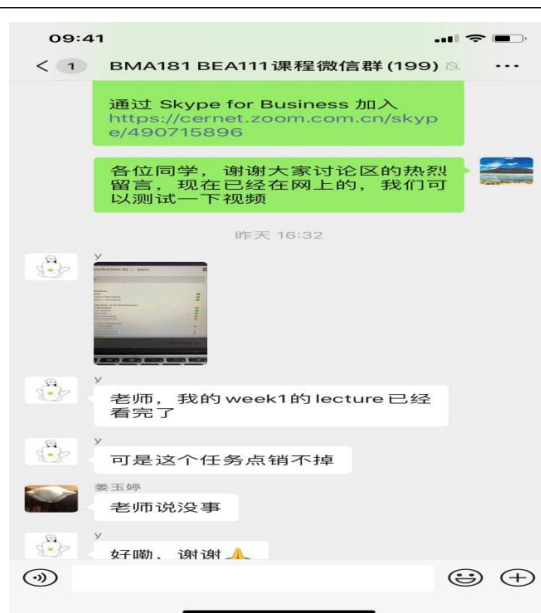 09:41
1 BMA181 BEA111课程微信群(199)
通过 Skype for Business 加入
https://cernet.zoom.com.cn/skyp
e/490715896
各位同学，谢谢大家讨论区的热烈
留言，现在已经在网上的，我们可
以测试一下视频
昨天 16:32
y
y
老师，我的week1的lecture已经
看完了
y
可是这个任务点销不掉
姜玉婷
老师说没事
y
好嘞，谢谢🙏